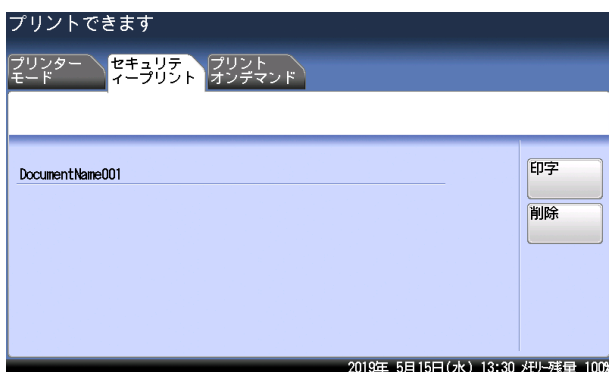 プリントできます
プリンター
モード
セキュリテ
ィープリント
プリント
オンデマンド
DocumentName001
印字
削除
2019年 5月15日(水) 13:30 メモリー残量 100%